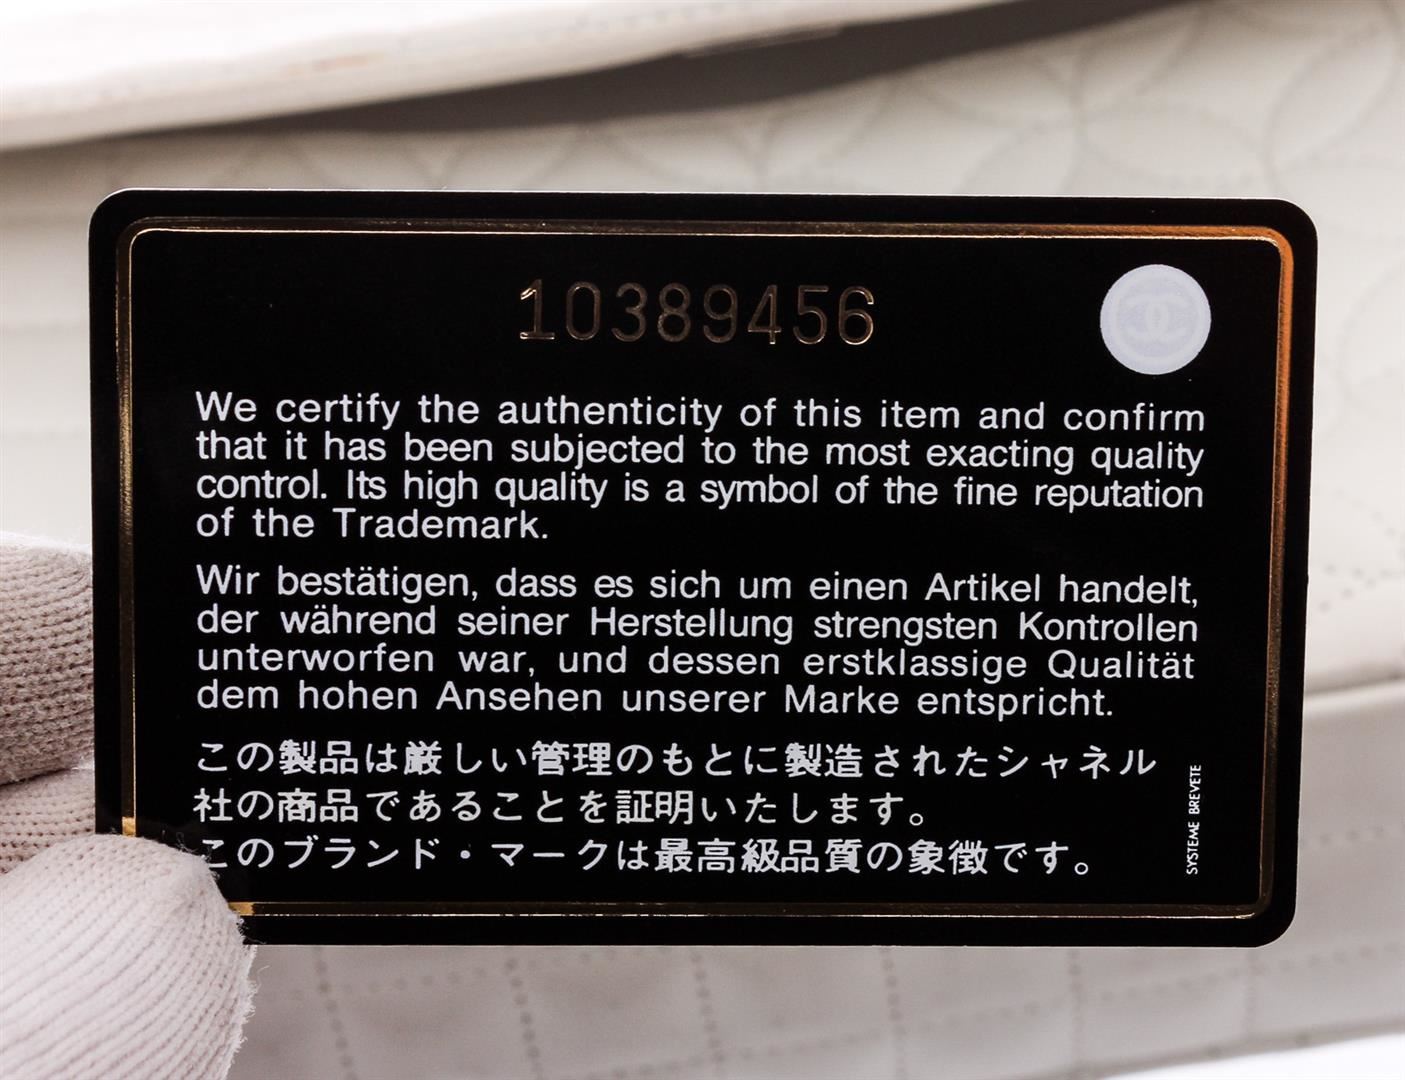 10389456
We certify the authenticity of this item and confirm
that it has been subjected to the most exacting quality
control. Its high quality is a symbol of the fine reputation
of the Trademark.
Wir bestätigen, dass es sich um einen Artikel handelt,
der während seiner Herstellung strengsten Kontrollen
unterworfen war, und dessen erstklassige Qualität
dem hohen Ansehen unserer Marke entspricht.
この製品は厳しい管理のもとに製造されたシャネル
社の商品であることを証明いたします。
このブランド・マークは最高級品質の象徴です。
SYSTEME BREVETE